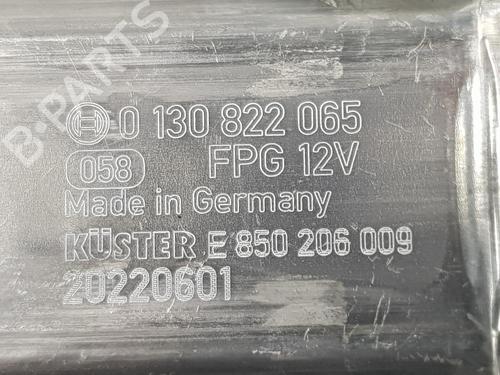 0 130 822 065
058 FPG 12V
Made in Germany
KÜSTER E 850 206 009
20220601
B-PARTS